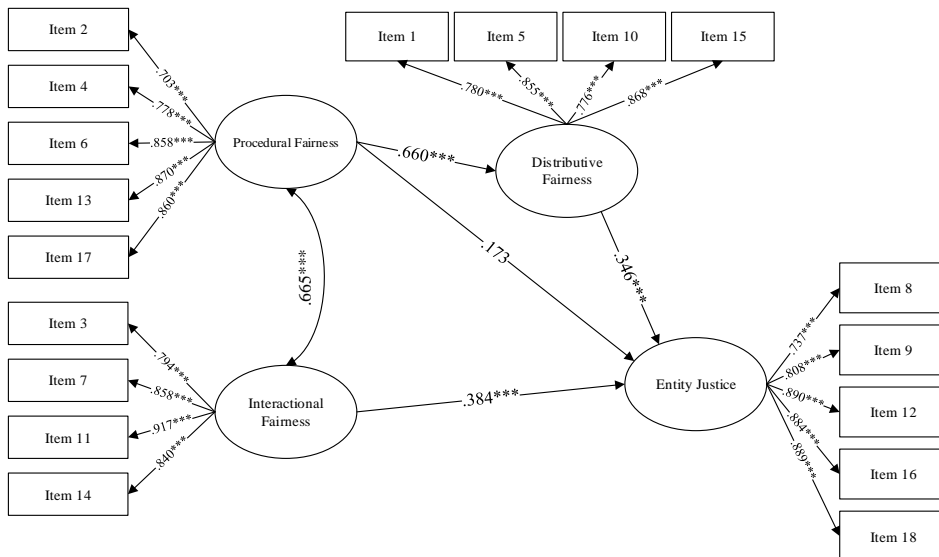 Item 2
Item 4
Item 6
Item 13
Item 17
.703***
.778***
.858***
.870***
.860***
Procedural Fairness
Item 1
Item 5
Item 10
Item 15
.780***
.855***
.776***
.868***
Distributive
Fairness
.660***
.173
.346***
.665***
Item 3
Item 7
Item 11
Item 14
.794***
.858***
.917***
.840***
Interactional
Fairness
.384***
Entity Justice
.737***
.808***
.890***
.884***
.889***
Item 8
Item 9
Item 12
Item 16
Item 18